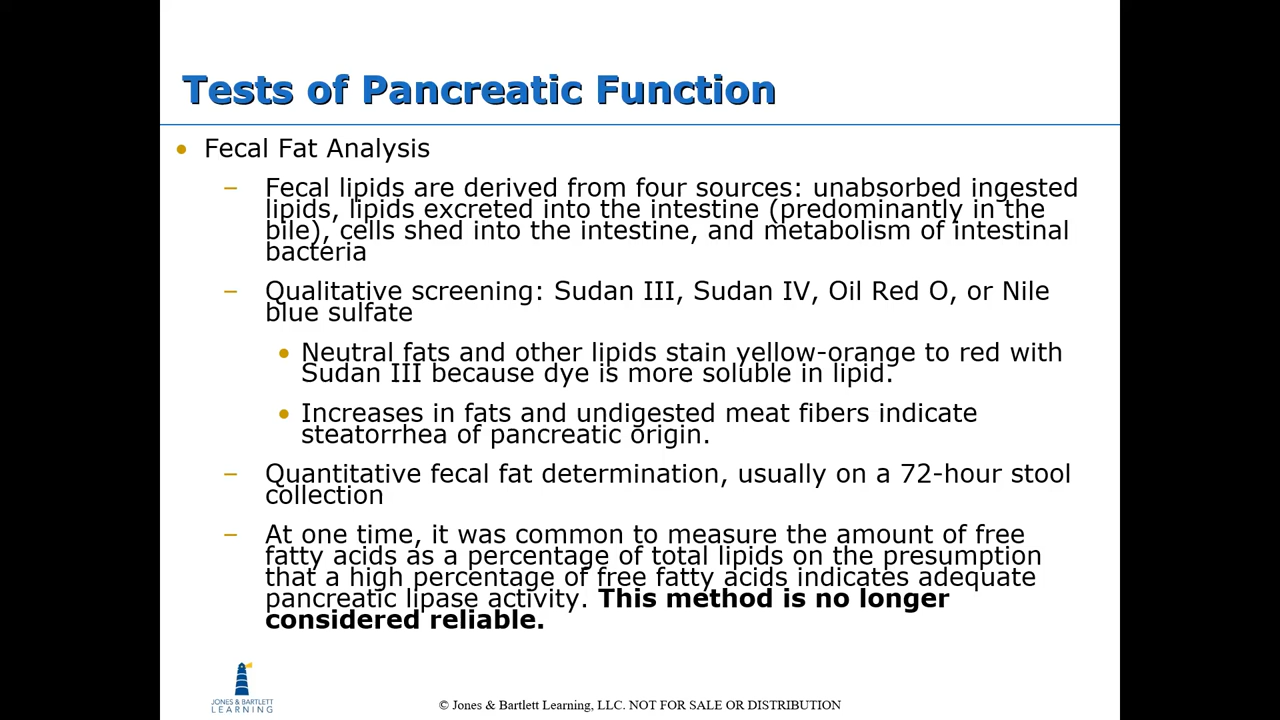 Tests of Pancreatic Function
• Fecal Fat Analysis
– Fecal lipids are derived from four sources: unabsorbed ingested
lipids, lipids excreted into the intestine (predominantly in the
bile), cells shed into the intestine, and metabolism of intestinal
bacteria
– Qualitative screening: Sudan III, Sudan IV, Oil Red O, or Nile
blue sulfate
• Neutral fats and other lipids stain yellow-orange to red with
Sudan III because dye is more soluble in lipid.
• Increases in fats and undigested meat fibers indicate
steatorrhea of pancreatic origin.
– Quantitative fecal fat determination, usually on a 72-hour stool
collection
– At one time, it was common to measure the amount of free
fatty acids as a percentage of total lipids on the presumption
that a high percentage of free fatty acids indicates adequate
pancreatic lipase activity. This method is no longer
considered reliable.
JONES & BARTLETT
LEARNING
© Jones & Bartlett Learning, LLC. NOT FOR SALE OR DISTRIBUTION